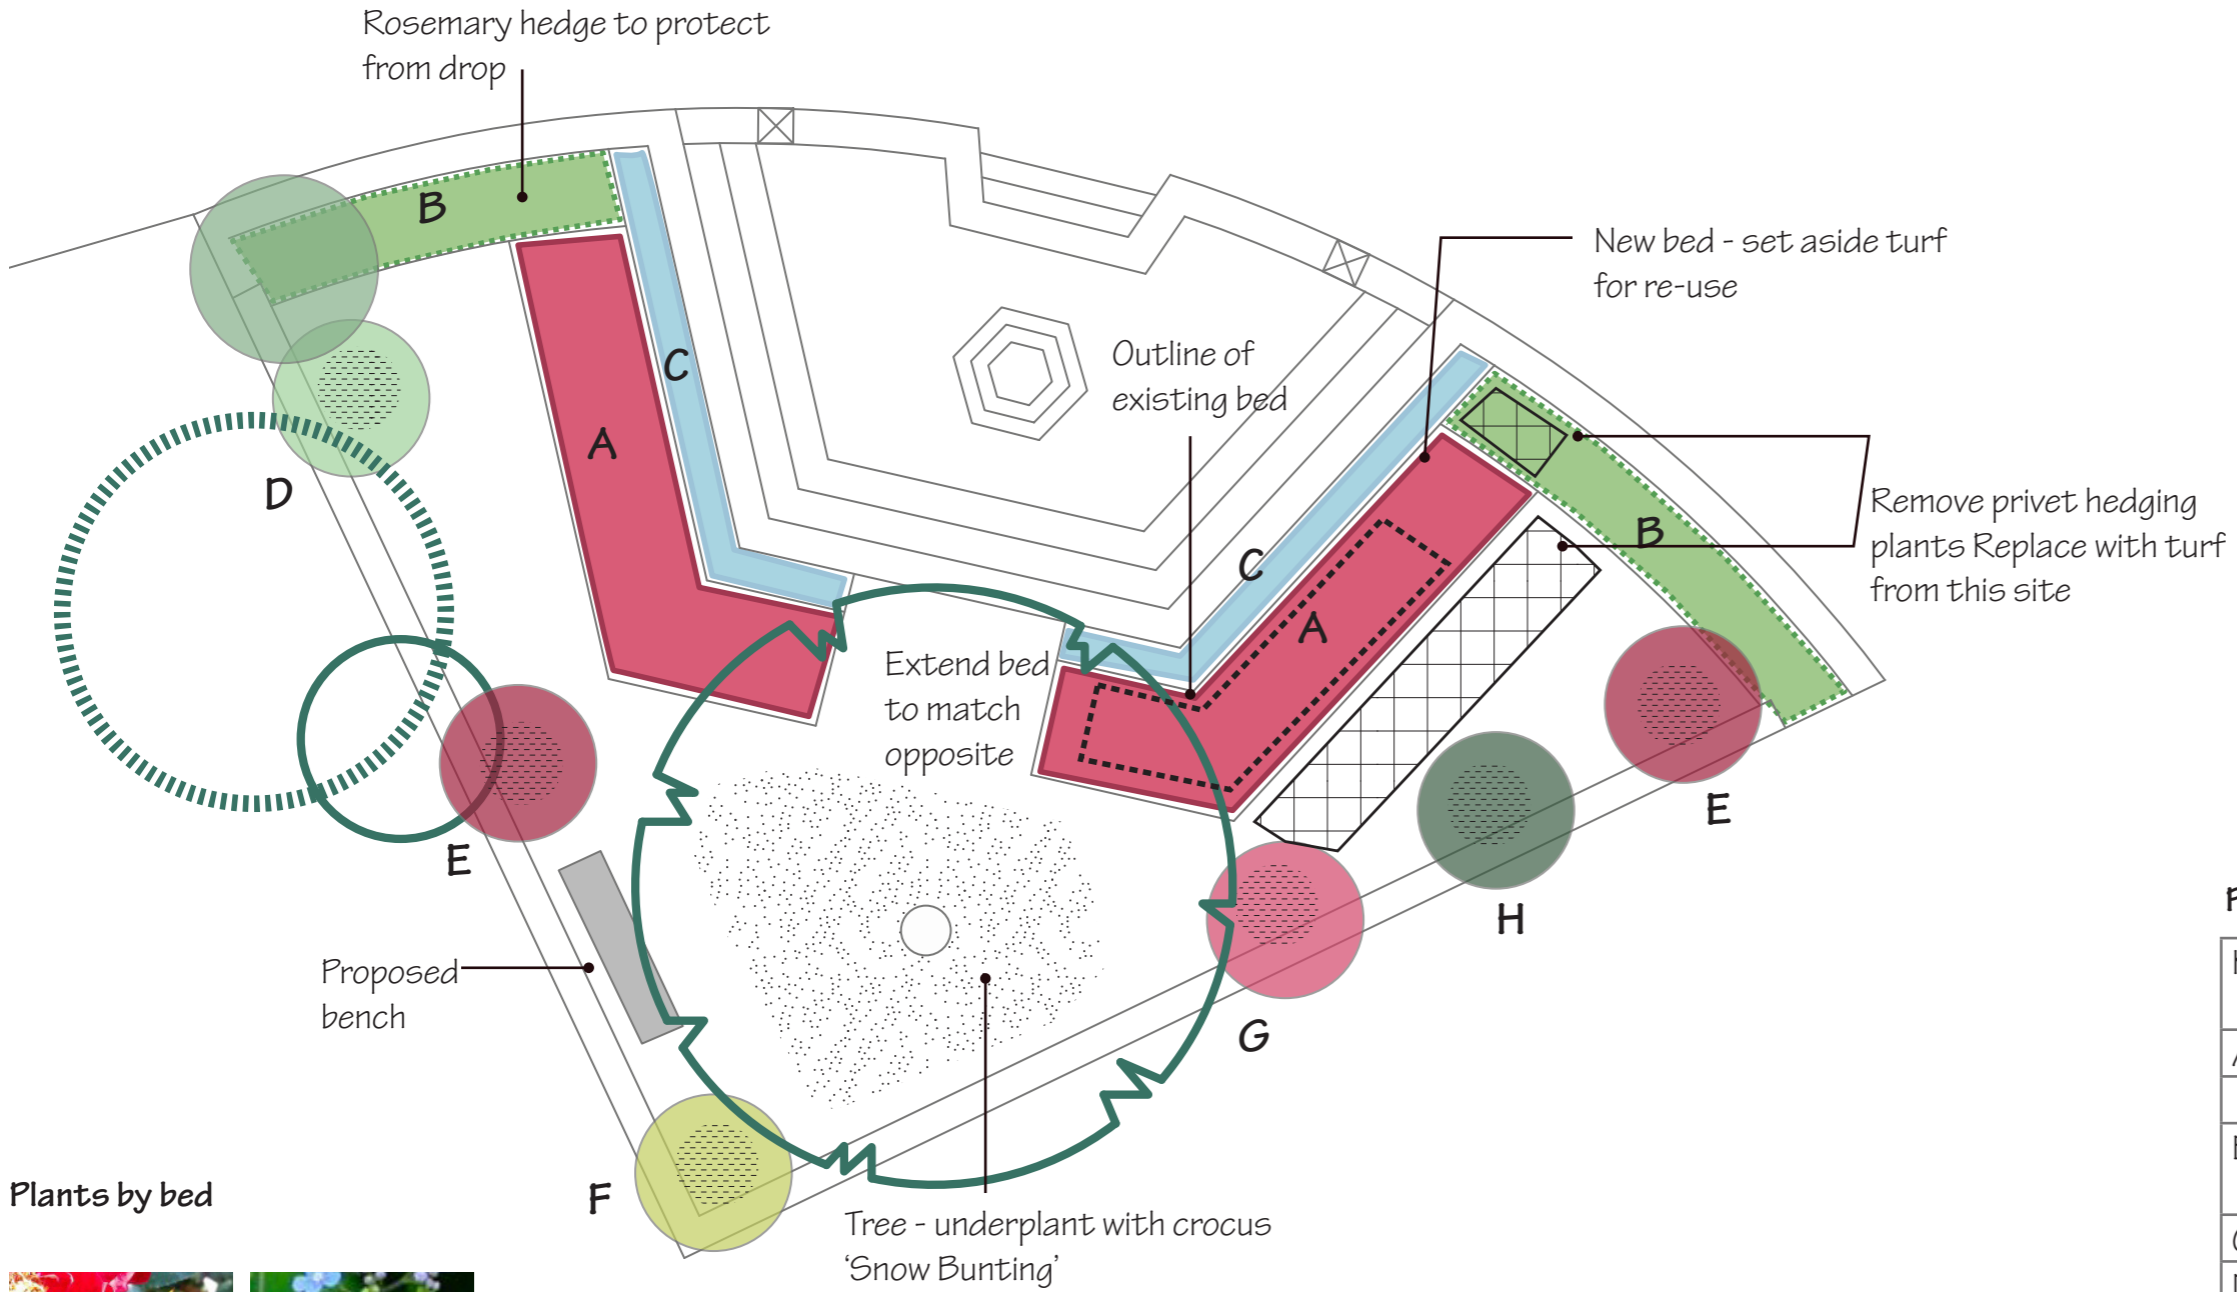 Rosemary hedge to protect
from drop
B
New bed - set aside turf
for re-use
Outline of
existing bed
C
A
D
Remove privet hedging
plants Replace with turf
from this site
B
C
A
Extend bed
to match
opposite
E
E
H
G
Proposed
bench
F
Plants by bed
Tree - underplant with crocus
‘Snow Bunting’